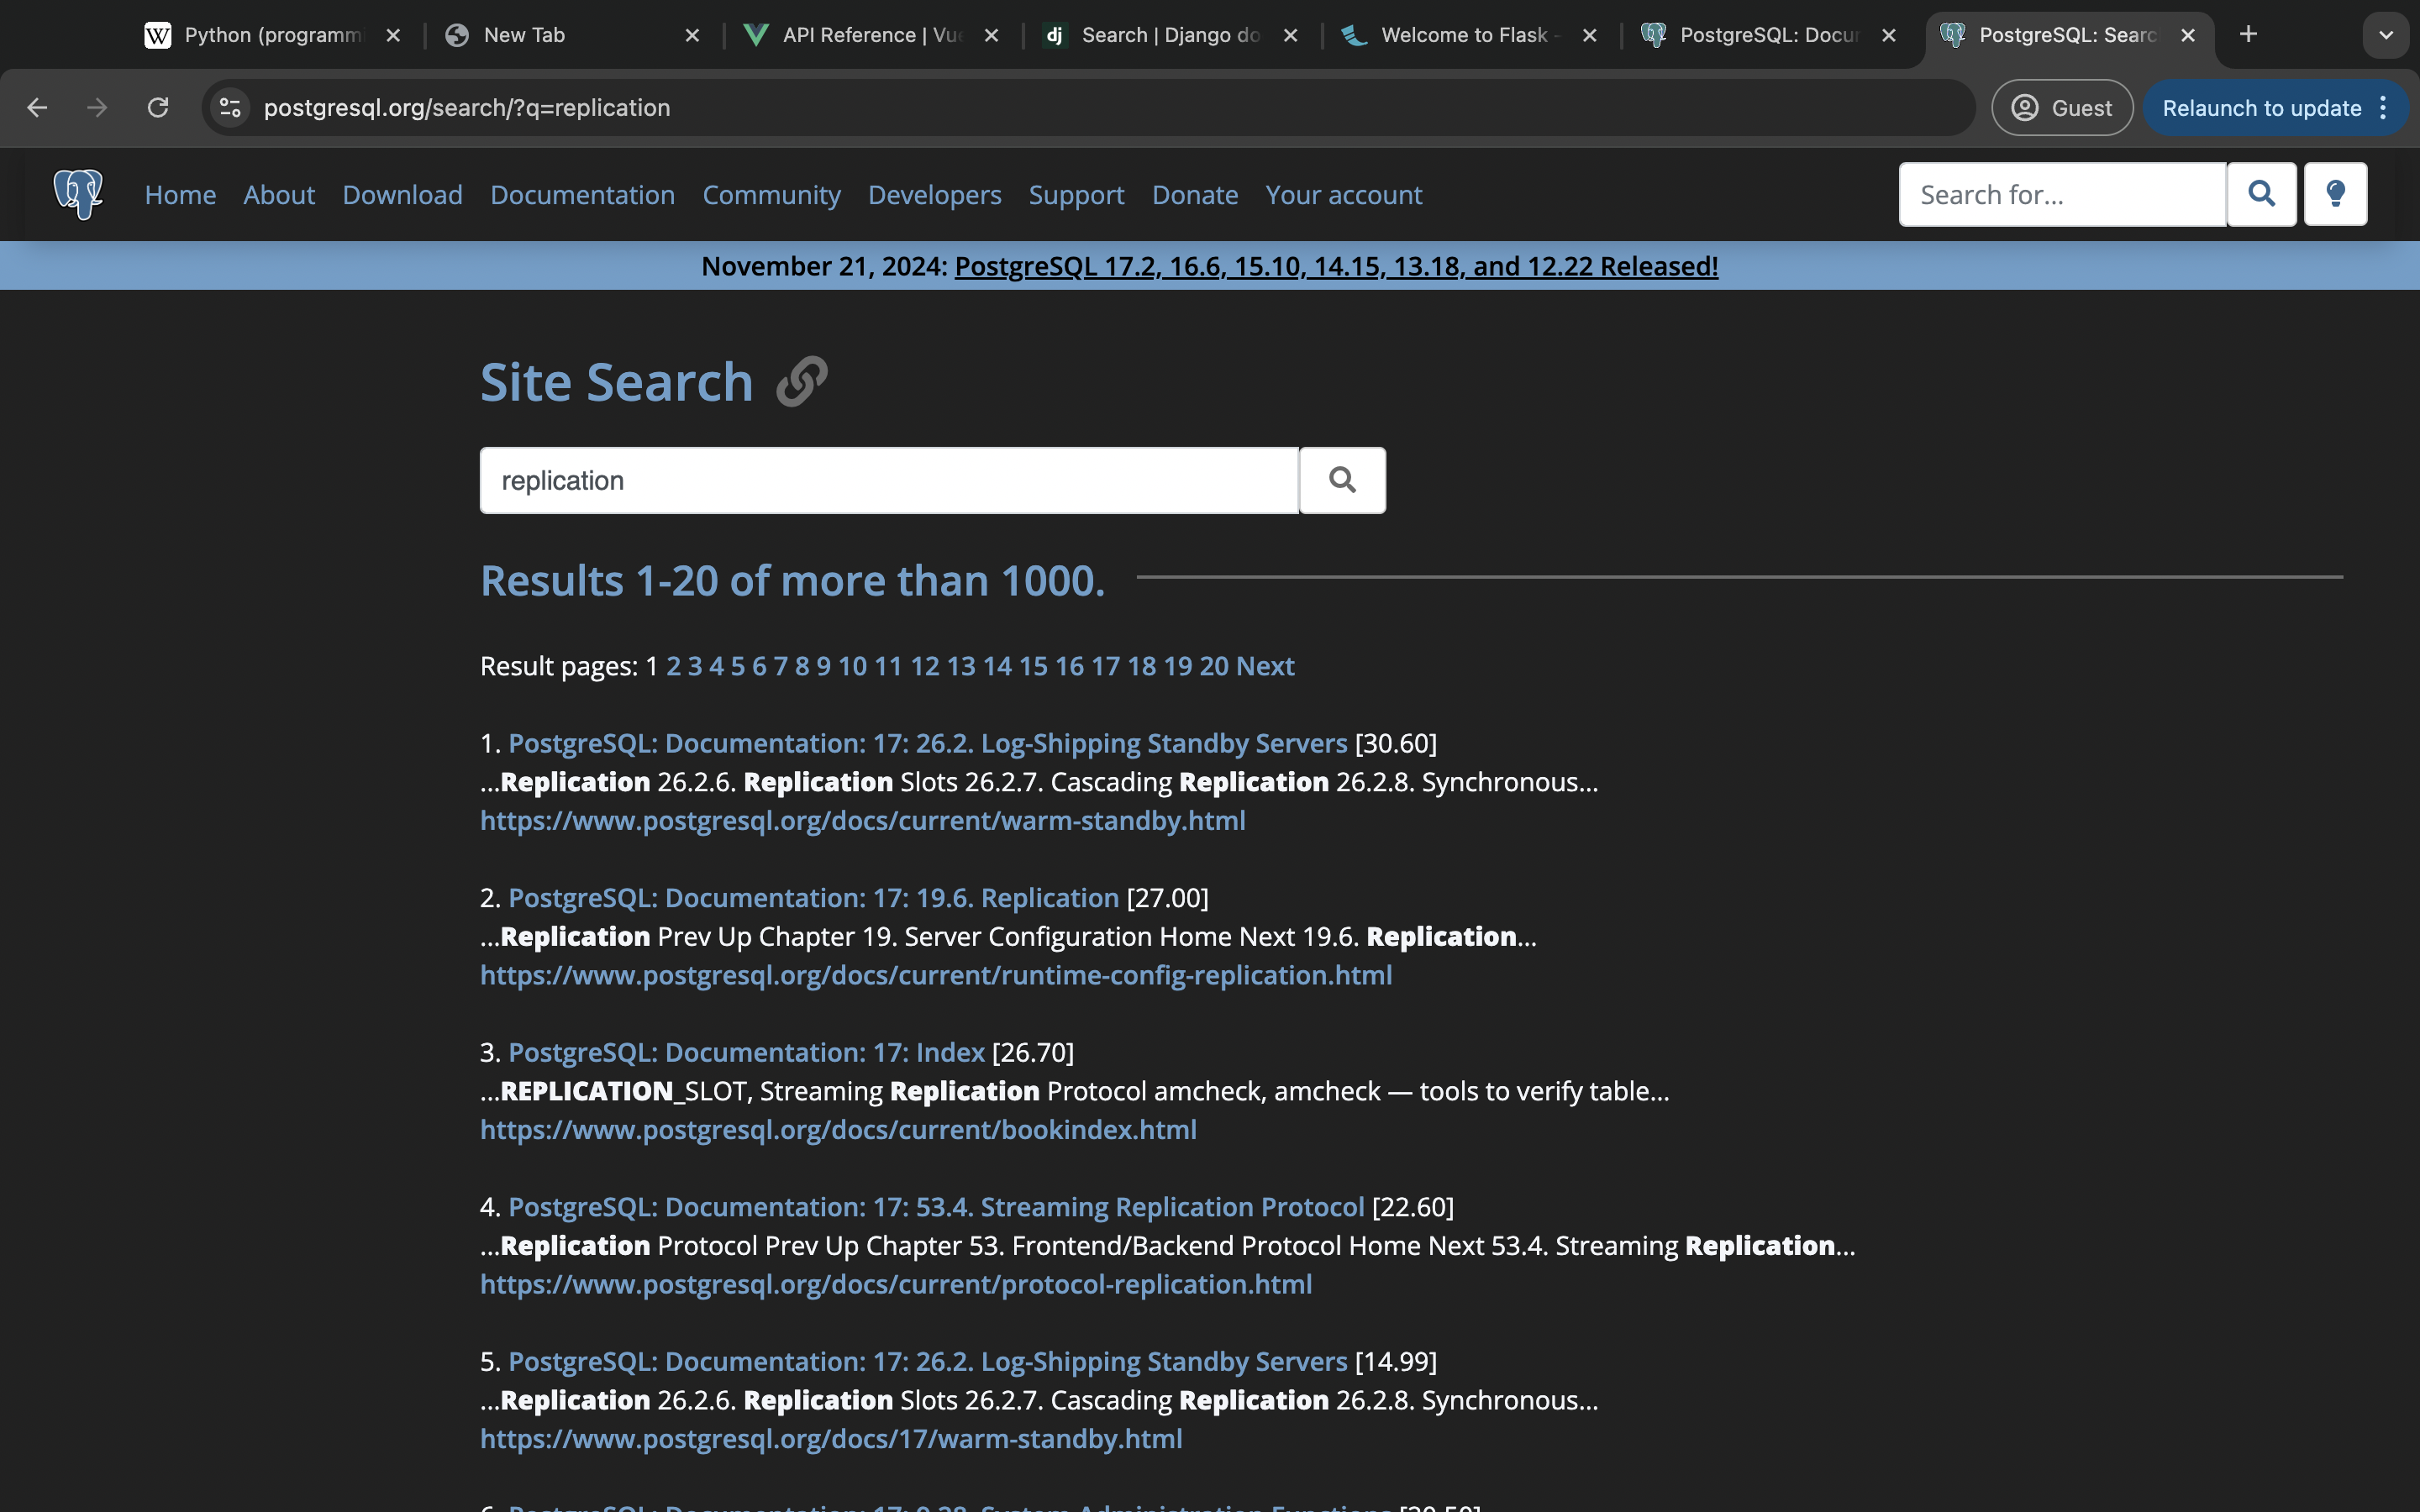 Python (programm
New Tab
API Reference | Vue
Search | Django do
Welcome to Flask -
PostgreSQL: Docur
PostgreSQL: Searc
postgresql.org/search/?q=replication
Guest
Relaunch to update
Home About Download Documentation Community Developers Support Donate Your account
Search for...
November 21, 2024: PostgreSQL 17.2, 16.6, 15.10, 14.15, 13.18, and 12.22 Released!
Site Search
replication
Results 1-20 of more than 1000.
Result pages: 1 2 3 4 5 6 7 8 9 10 11 12 13 14 15 16 17 18 19 20 Next
1. PostgreSQL: Documentation: 17: 26.2. Log-Shipping Standby Servers [30.60]
...Replication 26.2.6. Replication Slots 26.2.7. Cascading Replication 26.2.8. Synchronous...
https://www.postgresql.org/docs/current/warm-standby.html
2. PostgreSQL: Documentation: 17: 19.6. Replication [27.00]
...Replication Prev Up Chapter 19. Server Configuration Home Next 19.6. Replication...
https://www.postgresql.org/docs/current/runtime-config-replication.html
3. PostgreSQL: Documentation: 17: Index [26.70]
...REPLICATION_SLOT, Streaming Replication Protocol amcheck, amcheck — tools to verify table...
https://www.postgresql.org/docs/current/bookindex.html
4. PostgreSQL: Documentation: 17: 53.4. Streaming Replication Protocol [22.60]
...Replication Protocol Prev Up Chapter 53. Frontend/Backend Protocol Home Next 53.4. Streaming Replication...
https://www.postgresql.org/docs/current/protocol-replication.html
5. PostgreSQL: Documentation: 17: 26.2. Log-Shipping Standby Servers [14.99]
...Replication 26.2.6. Replication Slots 26.2.7. Cascading Replication 26.2.8. Synchronous...
https://www.postgresql.org/docs/17/warm-standby.html
PostgreSQL: Documentation: 17: 9.28. System Administration Functions